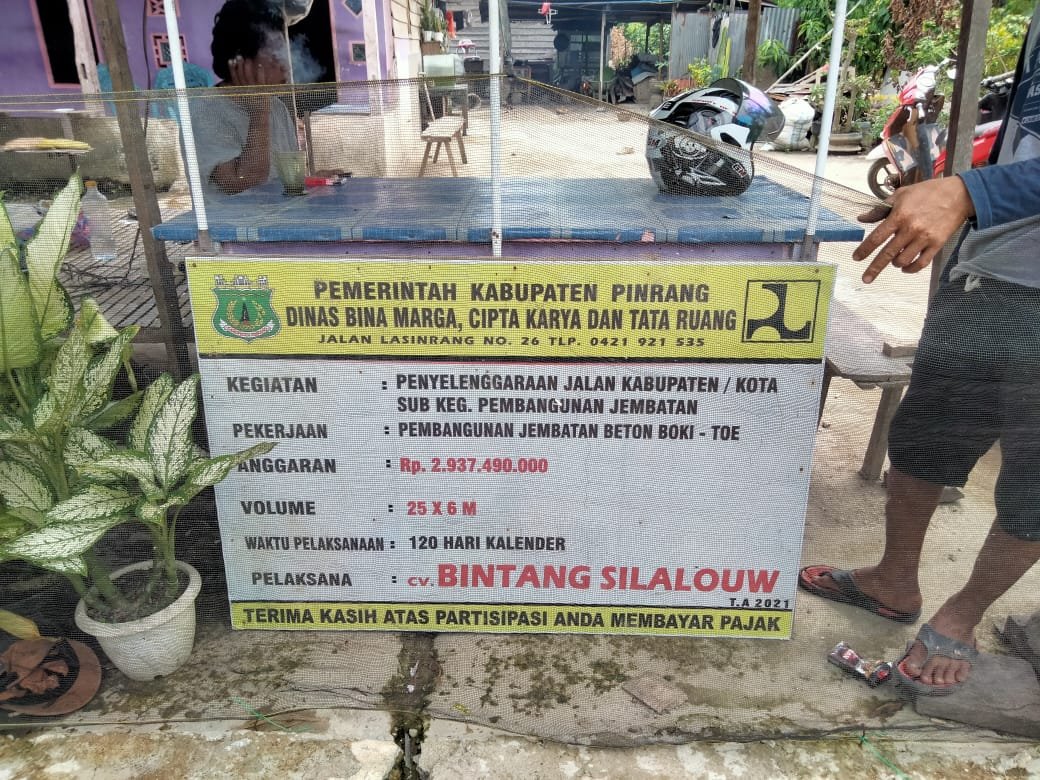 PEMERINTAH KABUPATEN PINRANG
DINAS BINA MARGA, CIPTA KARYA DAN TATA RUANG
JALAN LASINRANG NO. 26 TLP. 0421 921 535
KEGIATAN : PENYELENGGARAAN JALAN KABUPATEN / KOTA
SUB KEG. PEMBANGUNAN JEMBATAN
PEKERJAAN : PEMBANGUNAN JEMBATAN BETON BOKI - TOE
ANGGARAN : Rp. 2.937.490.000
VOLUME : 25 X 6 M
WAKTU PELAKSANAAN : 120 HARI KALENDER
PELAKSANA : CV. BINTANG SILALOUW
T.A 2021
TERIMA KASIH ATAS PARTISIPASI ANDA MEMBAYAR PAJAK